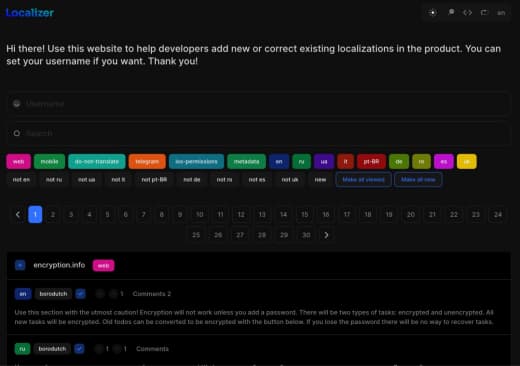 Localizer
en
Hi there! Use this website to help developers add new or correct existing localizations in the product. You can
set your username if you want. Thank you!
Username
Search
web mobile do-not-translate telegram ios-permissions metadata en ru ua it pt-BR de ro es uk
not en not ru not ua not it not pt-BR not de not ro not es not uk new Make all viewed Make all new
1 2 3 4 5 6 7 8 9 10 11 12 13 14 15 16 17 18 19 20 21 22 23 24
25 26 27 28 29 30
encryption.info web
en borodutch 1 Comments 2
Use this section with the utmost caution! Encryption will not work unless you add a password. There will be two types of tasks: encrypted and unencrypted. All
new tasks will be encrypted. Old todos can be converted to be encrypted with the button below. If you lose the password there will be no way to recover tasks.
ru borodutch 1 1 Comments